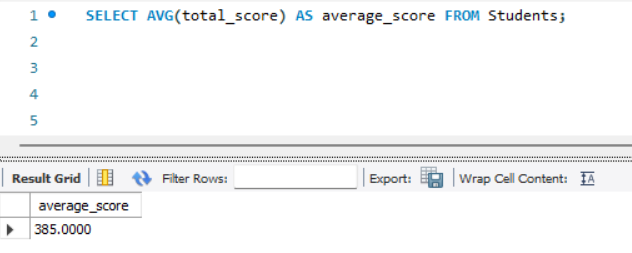 1 SELECT AVG(total_score) AS average_score FROM Students;
2
3
4
5
Result Grid Filter Rows: Export: Wrap Cell Content: IA
average_score
385.0000